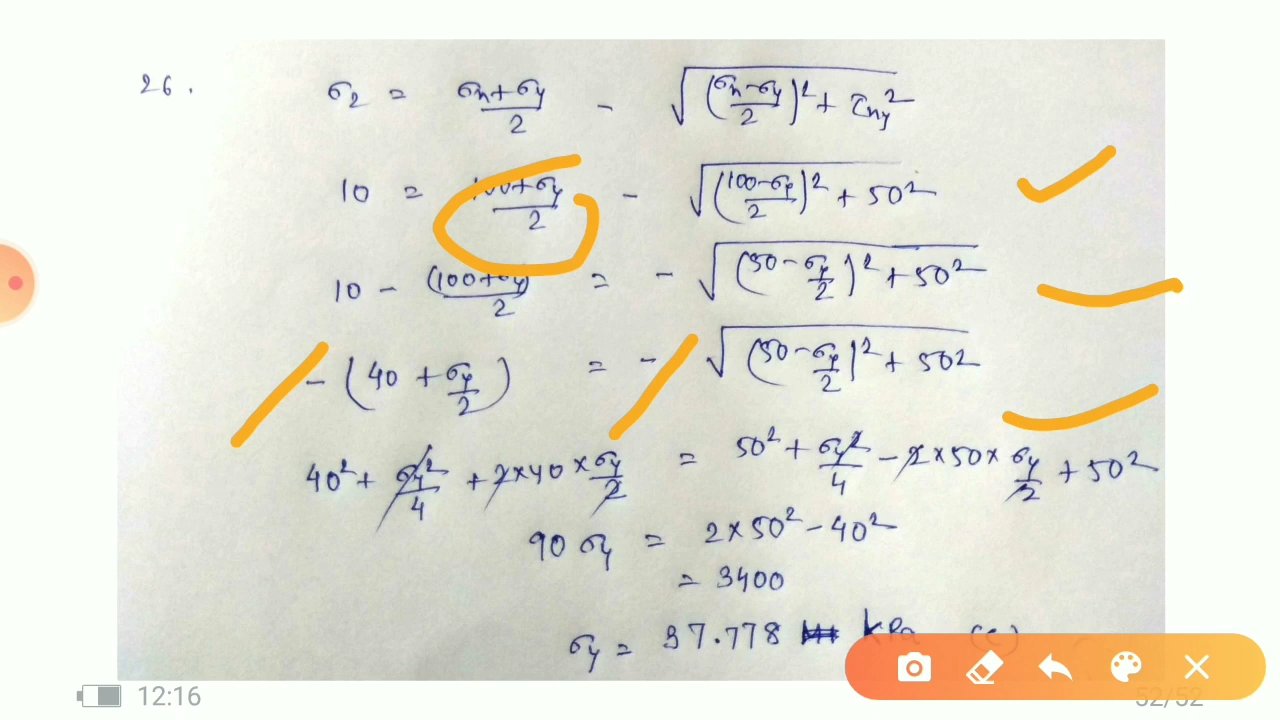 26. σ₂ = (σx+σy)/2 - √(((σx-σy)/2)² + τxy²)
10 = (100+σy)/2 - √(((100-σy)/2)² + 50²)
10 - (100+σy)/2 = - √((50 - σy/2)² + 50²)
- (40 + σy/2) = - √((50 - σy/2)² + 50²)
40² + σy²/4 + 2×40×σy/2 = 50² + σy²/4 - 2×50×σy/2 + 50²
90 σy = 2×50² - 40²
= 3400
σy = 37.778 kPa (C)
12:16 52/52